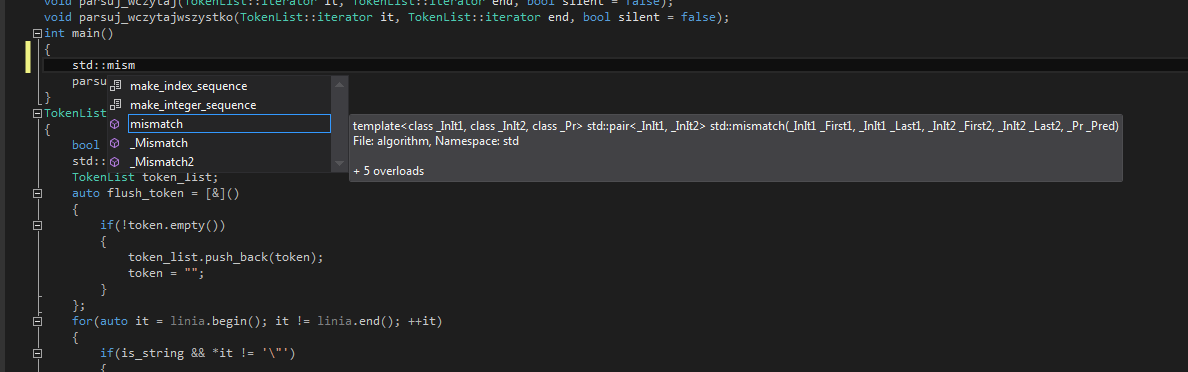 void parsuj_wczytaj(TokenList::iterator it, TokenList::iterator end, bool silent = false);
void parsuj_wczytajwszystko(TokenList::iterator it, TokenList::iterator end, bool silent = false);
int main()
{
std::mism
parsu
}
make_index_sequence
make_integer_sequence
mismatch
_Mismatch
_Mismatch2
template<class _InIt1, class _InIt2, class _Pr> std::pair<_InIt1, _InIt2> std::mismatch(_InIt1 _First1, _InIt1 _Last1, _InIt2 _First2, _InIt2 _Last2, _Pr _Pred)
File: algorithm, Namespace: std
+ 5 overloads
TokenList
{
bool
std::
TokenList token_list;
auto flush_token = [&]()
{
if(!token.empty())
{
token_list.push_back(token);
token = "";
}
};
for(auto it = linia.begin(); it != linia.end(); ++it)
{
if(is_string && *it != '\"')
{